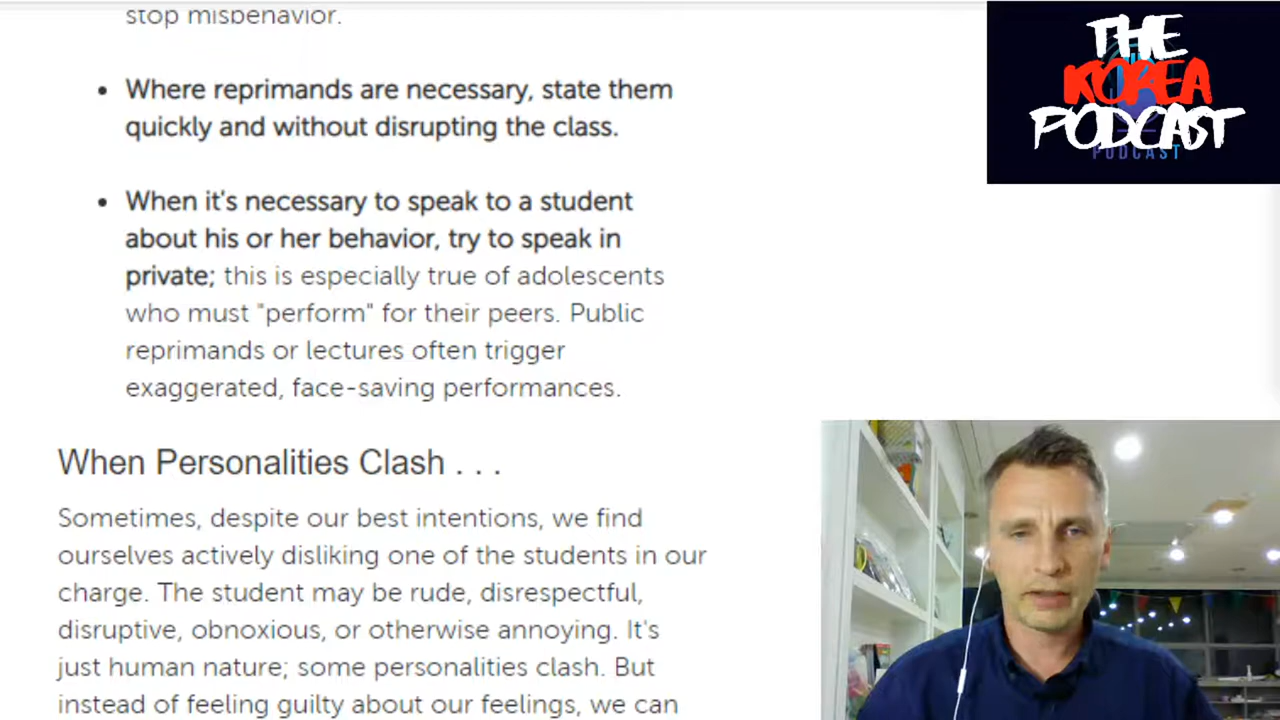 stop misbehavior.
THE
KOREA
PODCAST
PODCAST
• Where reprimands are necessary, state them
quickly and without disrupting the class.
• When it's necessary to speak to a student
about his or her behavior, try to speak in
private; this is especially true of adolescents
who must "perform" for their peers. Public
reprimands or lectures often trigger
exaggerated, face-saving performances.
When Personalities Clash . . .
Sometimes, despite our best intentions, we find
ourselves actively disliking one of the students in our
charge. The student may be rude, disrespectful,
disruptive, obnoxious, or otherwise annoying. It's
just human nature; some personalities clash. But
instead of feeling guilty about our feelings, we can